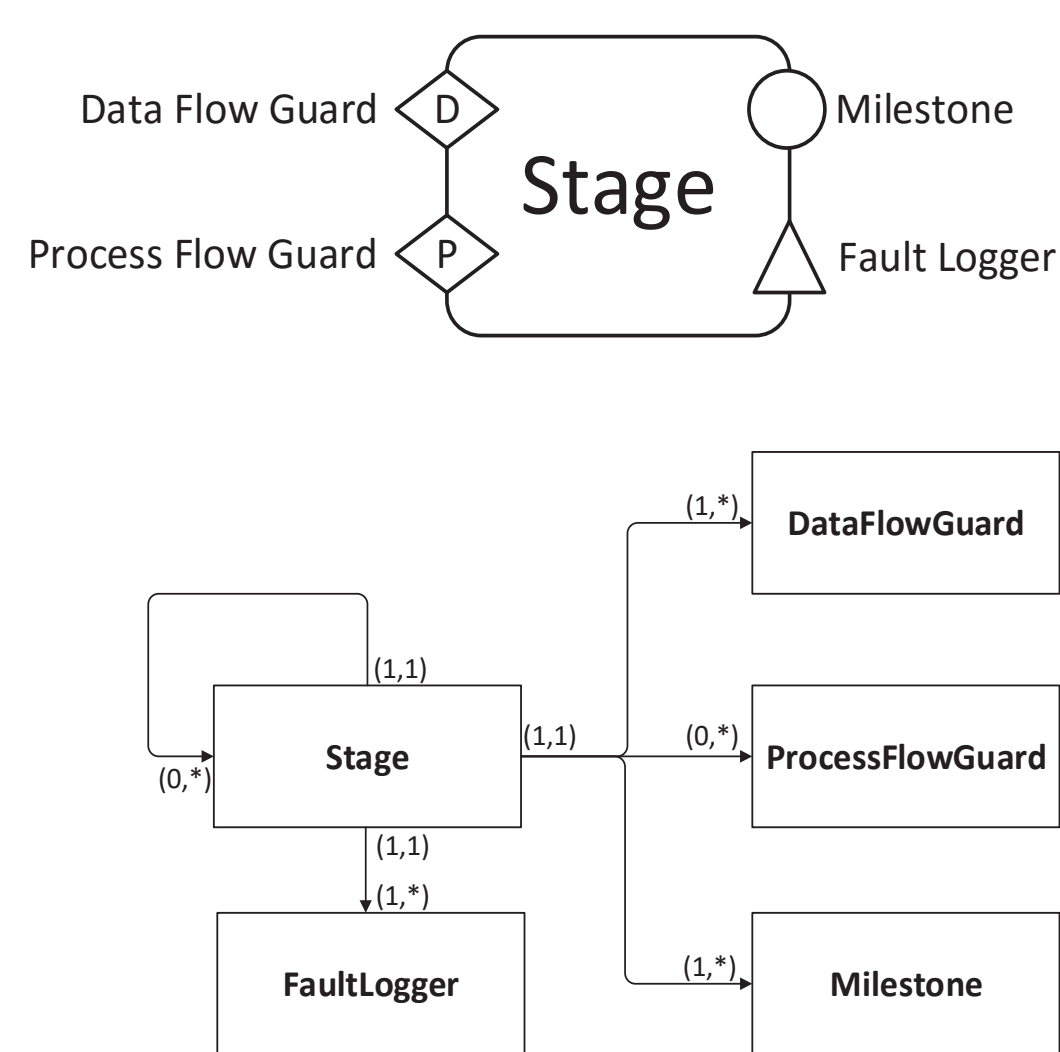 Data Flow Guard
D
Milestone
Stage
Process Flow Guard
P
Fault Logger
(1,*)
DataFlowGuard
(1,1)
Stage
(0,*)
(1,1)
(0,*)
ProcessFlowGuard
(1,1)
(1,*)
FaultLogger
(1,*)
Milestone